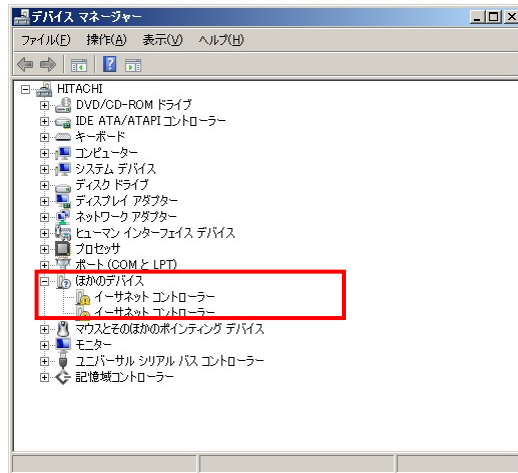 デバイス マネージャー
ファイル(F) 操作(A) 表示(V) ヘルプ(H)
HITACHI
DVD/CD-ROM ドライブ
IDE ATA/ATAPI コントローラー
キーボード
コンピューター
システム デバイス
ディスク ドライブ
ディスプレイ アダプター
ネットワーク アダプター
ヒューマン インターフェイス デバイス
プロセッサ
ポート (COM と LPT)
ほかのデバイス
イーサネット コントローラー
イーサネット コントローラー
マウスとそのほかのポインティング デバイス
モニター
ユニバーサル シリアル バス コントローラー
記憶域コントローラー